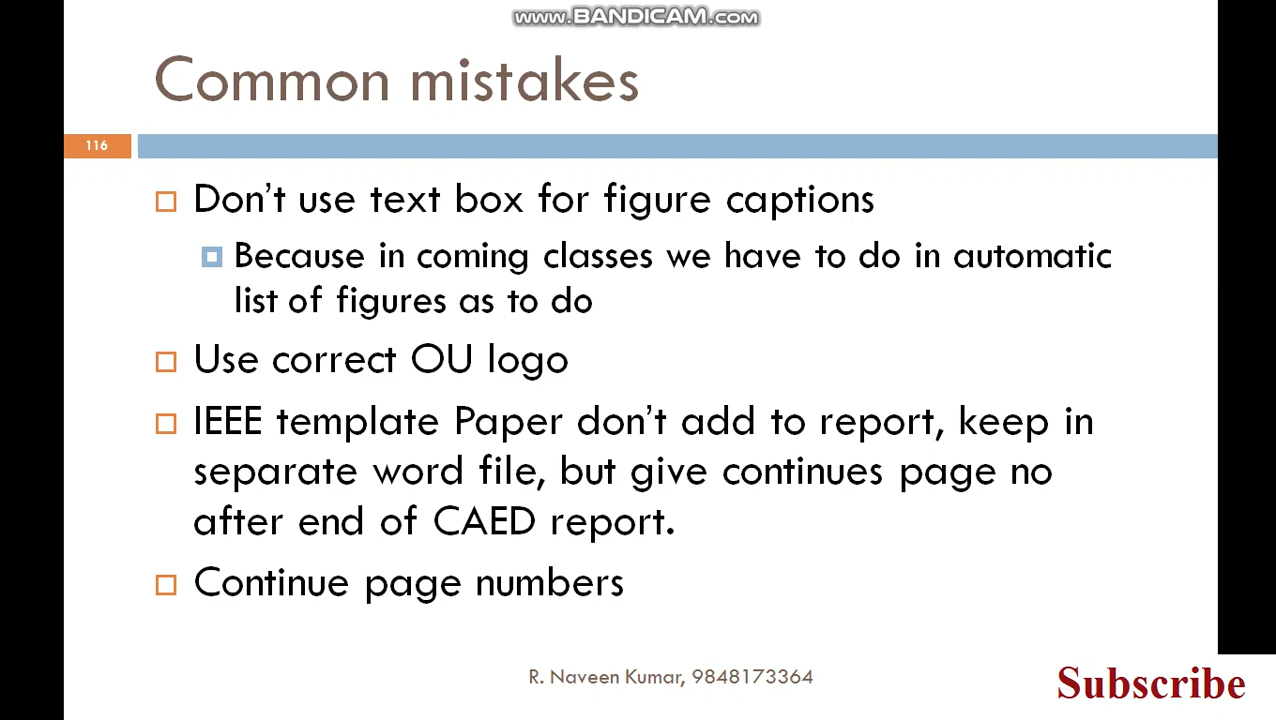 www.BANDICAM.com
Common mistakes
116
Don't use text box for figure captions
Because in coming classes we have to do in automatic
list of figures as to do
Use correct OU logo
IEEE template Paper don't add to report, keep in
separate word file, but give continues page no
after end of CAED report.
Continue page numbers
R. Naveen Kumar, 9848173364
Subscribe